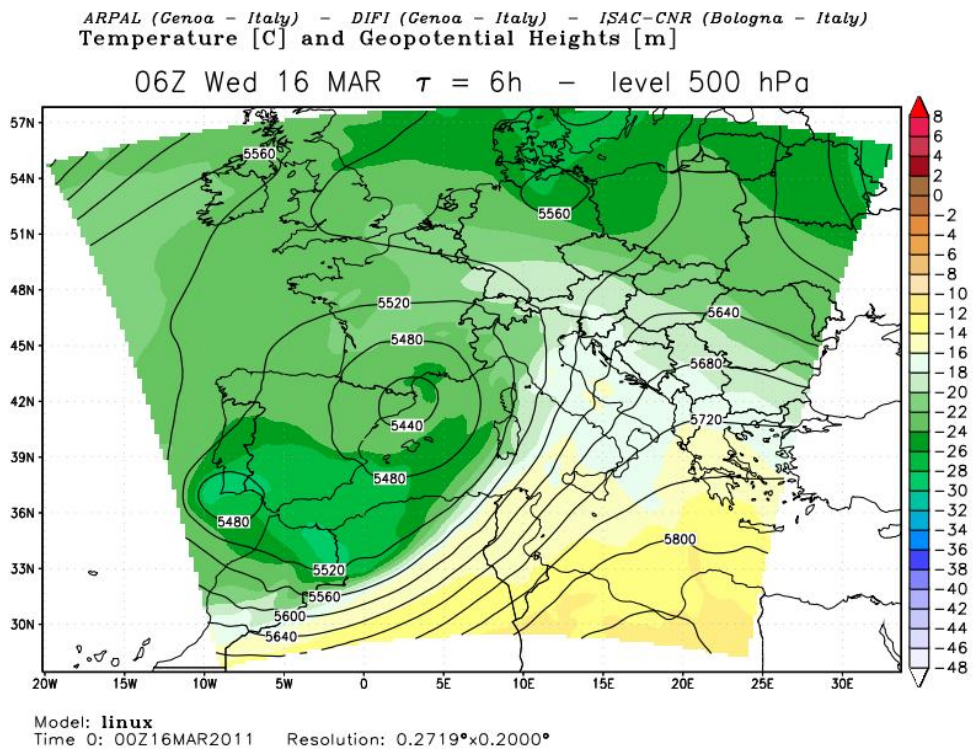 ARPAL (Genoa - Italy) - DIFI (Genoa - Italy) - ISAC-CNR (Bologna - Italy)
Temperature [C] and Geopotential Heights [m]
06Z Wed 16 MAR τ = 6h - level 500 hPa
57N
54N
51N
48N
45N
42N
39N
36N
33N
30N
5560
5560
5520
5640
5480
5680
5440
5720
5480
5480
5800
5520
5560
5600
5640
8
6
4
2
0
-2
-4
-6
-8
-10
-12
-14
-16
-18
-20
-22
-24
-26
-28
-30
-32
-34
-36
-38
-40
-42
-44
-46
-48
20W 15W 10W 5W 0 5E 10E 15E 20E 25E 30E
Model: linux
Time 0: 00Z16MAR2011 Resolution: 0.2719°x0.2000°